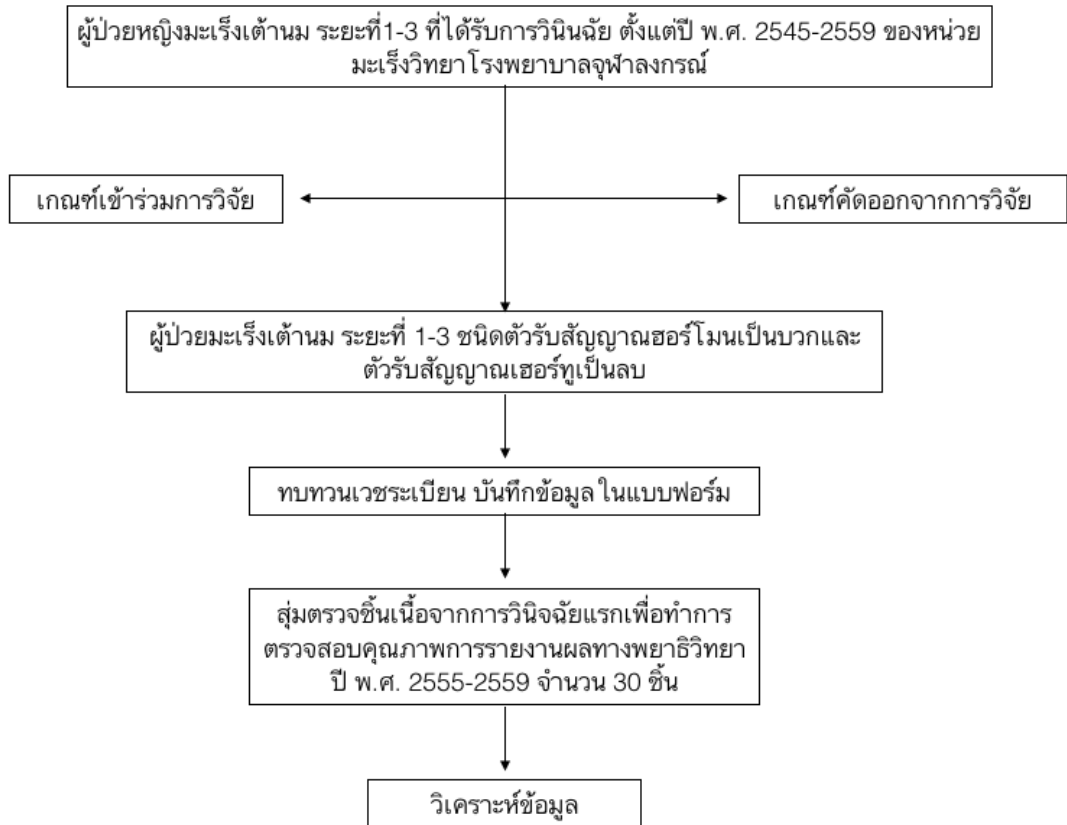 ผู้ป่วยหญิงมะเร็งเต้านม ระยะที่1-3 ที่ได้รับการวินินฉัย ตั้งแต่ปี พ.ศ. 2545-2559 ของหน่วย
มะเร็งวิทยาโรงพยาบาลจุฬาลงกรณ์
เกณฑ์เข้าร่วมการวิจัย
เกณฑ์คัดออกจากการวิจัย
ผู้ป่วยมะเร็งเต้านม ระยะที่ 1-3 ชนิดตัวรับสัญญาณฮอร์โมนเป็นบวกและ
ตัวรับสัญญาณเฮอร์ทูเป็นลบ
ทบทวนเวชระเบียน บันทึกข้อมูล ในแบบฟอร์ม
สุ่มตรวจชิ้นเนื้อจากการวินิจฉัยแรกเพื่อทำการ
ตรวจสอบคุณภาพการรายงานผลทางพยาธิวิทยา
ปี พ.ศ. 2555-2559 จำนวน 30 ชิ้น
วิเคราะห์ข้อมูล